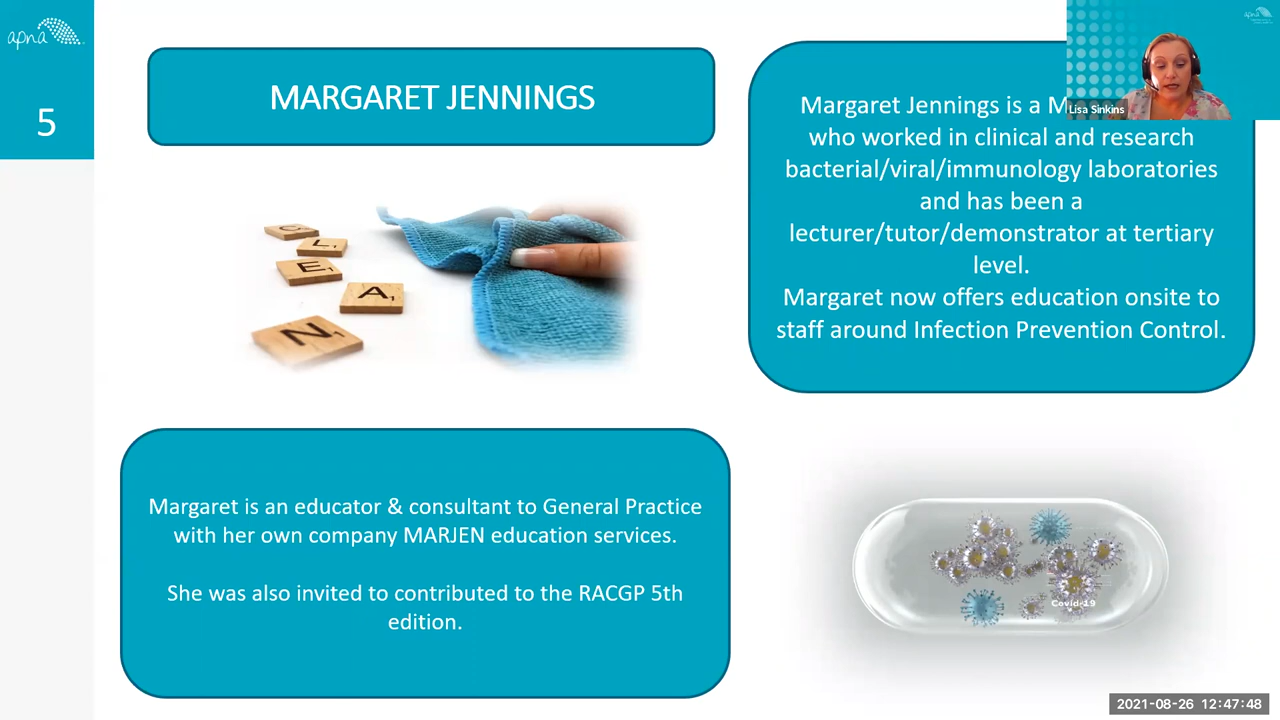 apna
5
MARGARET JENNINGS
C
L
E
A
N
Margaret Jennings is a
who worked in clinical and research
bacterial/viral/immunology laboratories
and has been a
lecturer/tutor/demonstrator at tertiary
level.
Margaret now offers education onsite to
staff around Infection Prevention Control.
Lisa Sinkins
Margaret is an educator & consultant to General Practice
with her own company MARJEN education services.
She was also invited to contributed to the RACGP 5th
edition.
Covid-19
2021-08-26 12:47:48